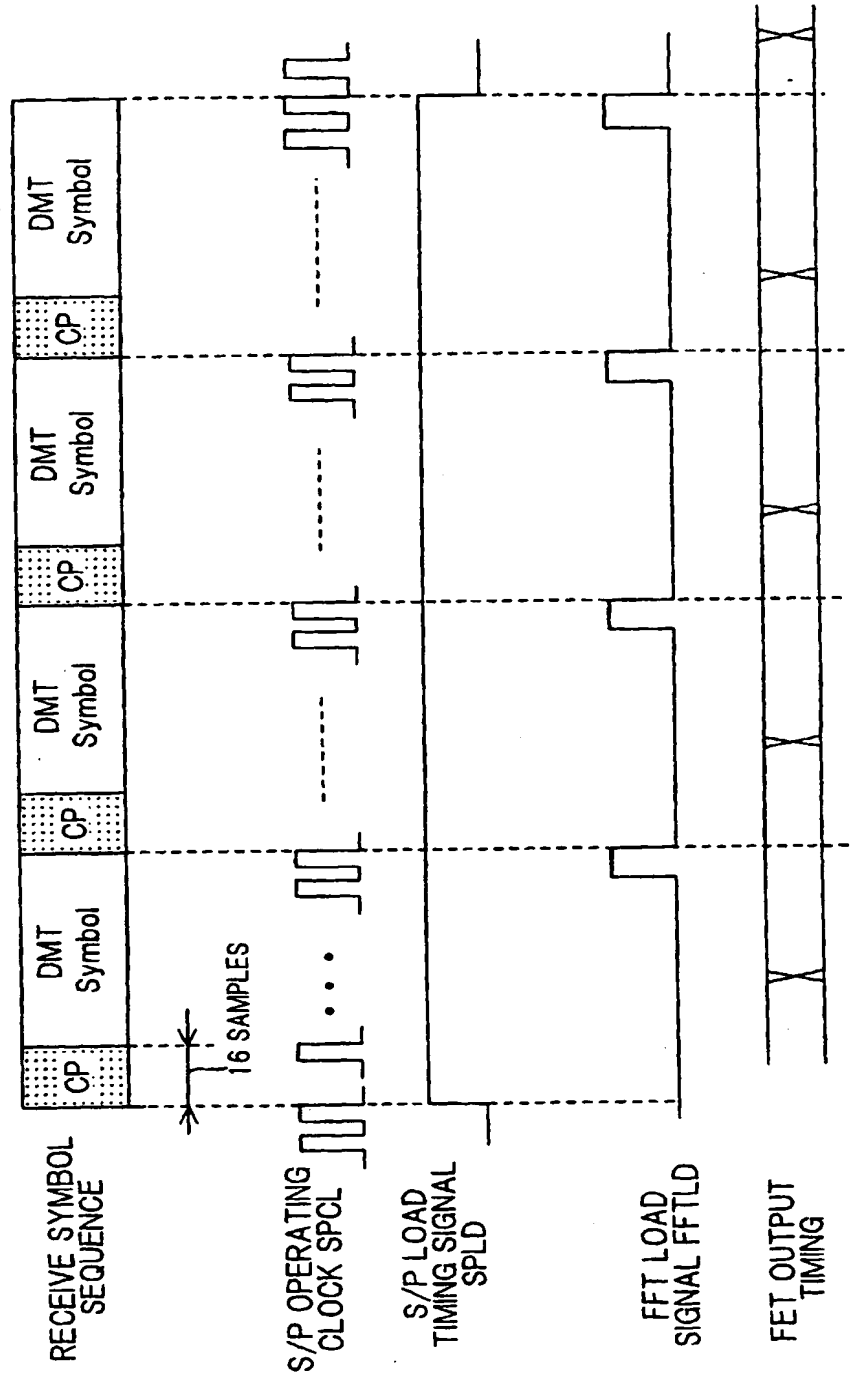 RECEIVE SYMBOL
SEQUENCE
CP
DMT
Symbol
CP
DMT
Symbol
CP
DMT
Symbol
CP
DMT
Symbol
16 SAMPLES
S/P OPERATING
CLOCK SPCL
S/P LOAD
TIMING SIGNAL
SPLD
FFT LOAD
SIGNAL FFTLD
FET OUTPUT
TIMING